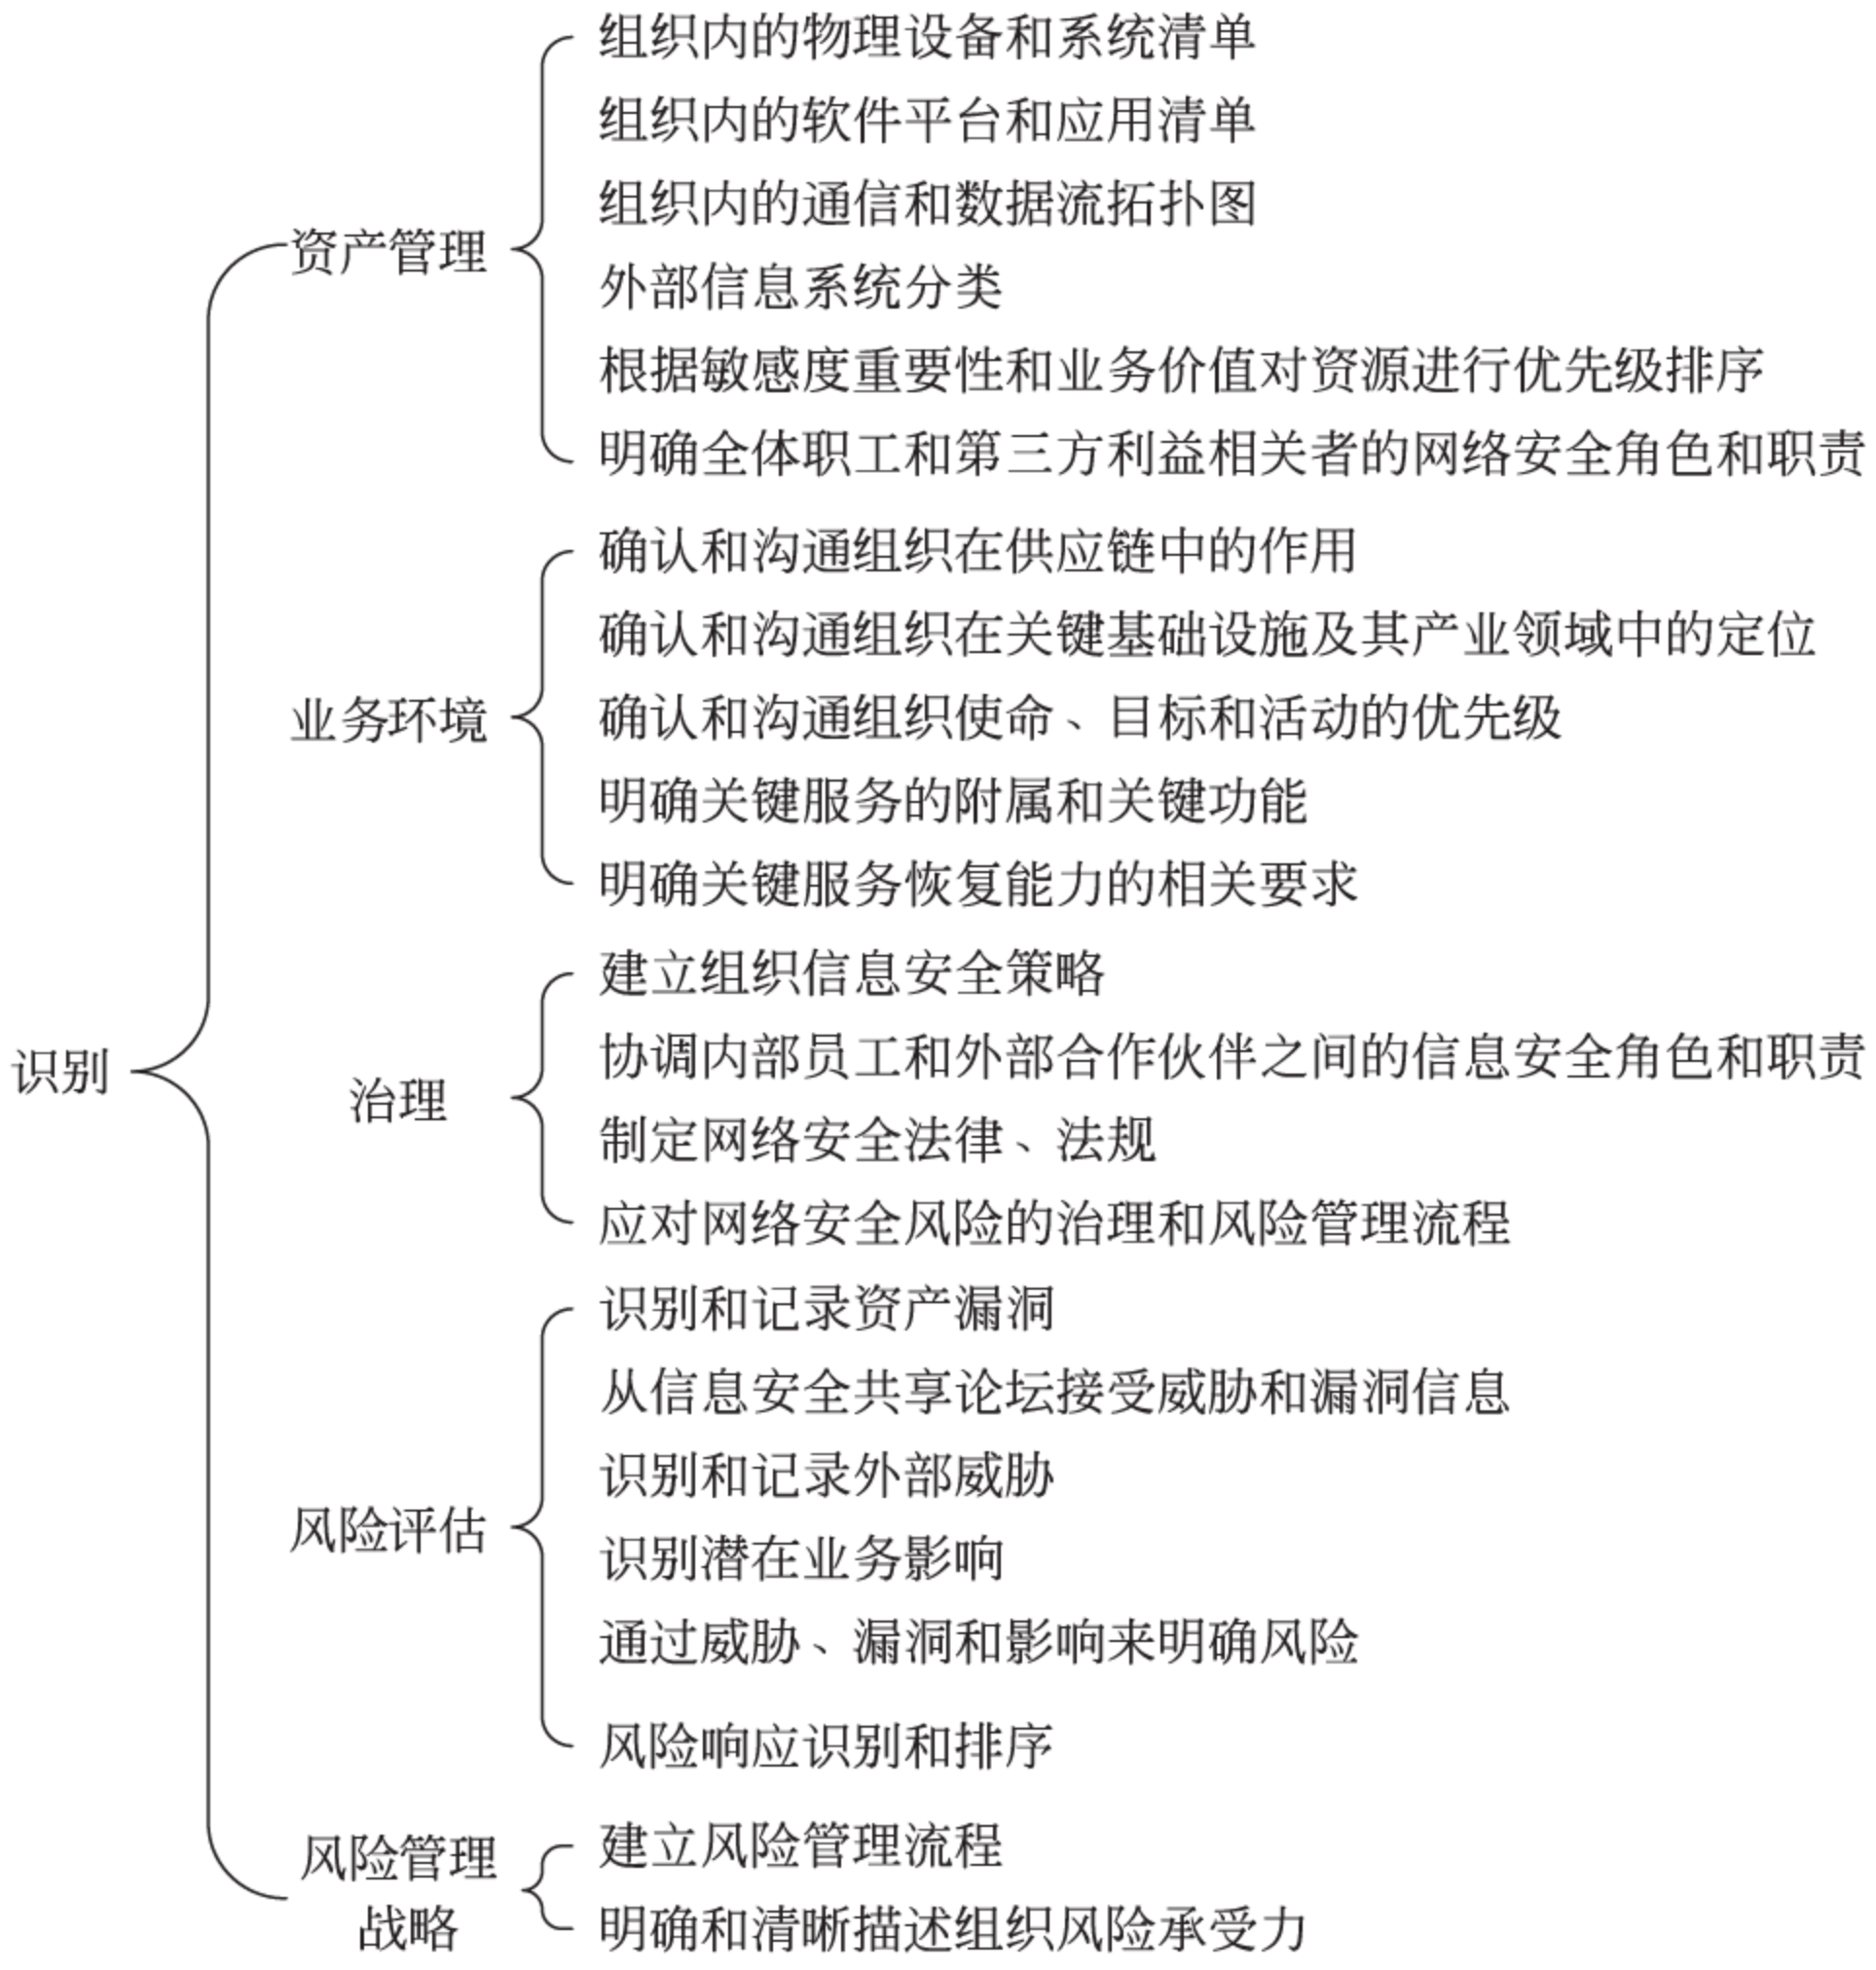 识别
资产管理
组织内的物理设备和系统清单
组织内的软件平台和应用清单
组织内的通信和数据流拓扑图
外部信息系统分类
根据敏感度重要性和业务价值对资源进行优先级排序
明确全体职工和第三方利益相关者的网络安全角色和职责
业务环境
确认和沟通组织在供应链中的作用
确认和沟通组织在关键基础设施及其产业领域中的定位
确认和沟通组织使命、目标和活动的优先级
明确关键服务的附属和关键功能
明确关键服务恢复能力的相关要求
治理
建立组织信息安全策略
协调内部员工和外部合作伙伴之间的信息安全角色和职责
制定网络安全法律、法规
应对网络安全风险的治理和风险管理流程
风险评估
识别和记录资产漏洞
从信息安全共享论坛接受威胁和漏洞信息
识别和记录外部威胁
识别潜在业务影响
通过威胁、漏洞和影响来明确风险
风险响应识别和排序
风险管理
战略
建立风险管理流程
明确和清晰描述组织风险承受力